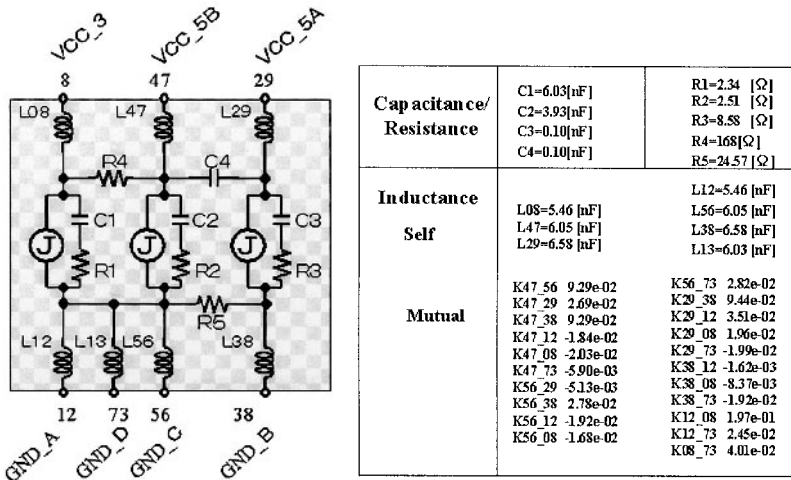 VCC_3
VCC_5B
VCC_5A
8 47 29
L08 L47 L29
R4 C4
C1 C2 C3
J J J
R1 R2 R3
R5
L12 L13 L56 L38
12 73 56 38
GND_A
GND_D
GND_C
GND_B
Capacitance/
Resistance
C1=6.03[nF]
C2=3.93[nF]
C3=0.10[nF]
C4=0.10[nF]
R1=2.34 [Ω]
R2=2.51 [Ω]
R3=8.58 [Ω]
R4=168[Ω]
R5=24.57 [Ω]
Inductance
Self
L08=5.46 [nF]
L47=6.05 [nF]
L29=6.58 [nF]
L12=5.46 [nF]
L56=6.05 [nF]
L38=6.58 [nF]
L13=6.03 [nF]
Mutual
K47_56 9.29e-02
K47_29 2.69e-02
K47_38 9.29e-02
K47_12 -1.84e-02
K47_08 -2.03e-02
K47_73 -5.90e-03
K56_29 -5.13e-03
K56_38 2.78e-02
K56_12 -1.92e-02
K56_08 -1.68e-02
K56_73 2.82e-02
K29_38 9.44e-02
K29_12 3.51e-02
K29_08 1.96e-02
K29_73 -1.99e-02
K38_12 -1.62e-03
K38_08 -8.37e-03
K38_73 -1.92e-02
K12_08 1.97e-01
K12_73 2.45e-02
K08_73 4.01e-02